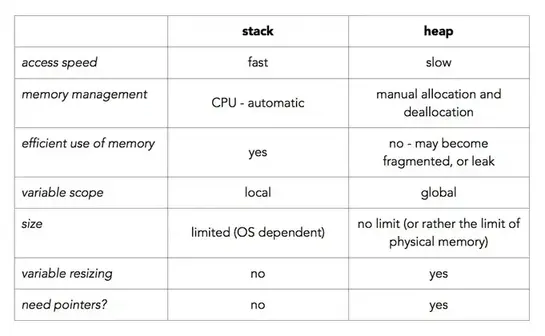 stack heap
access speed fast slow
memory management CPU - automatic manual allocation and
deallocation
efficient use of memory yes no - may become
fragmented, or leak
variable scope local global
size limited (OS dependent) no limit (or rather the limit of
physical memory)
variable resizing no yes
need pointers? no yes